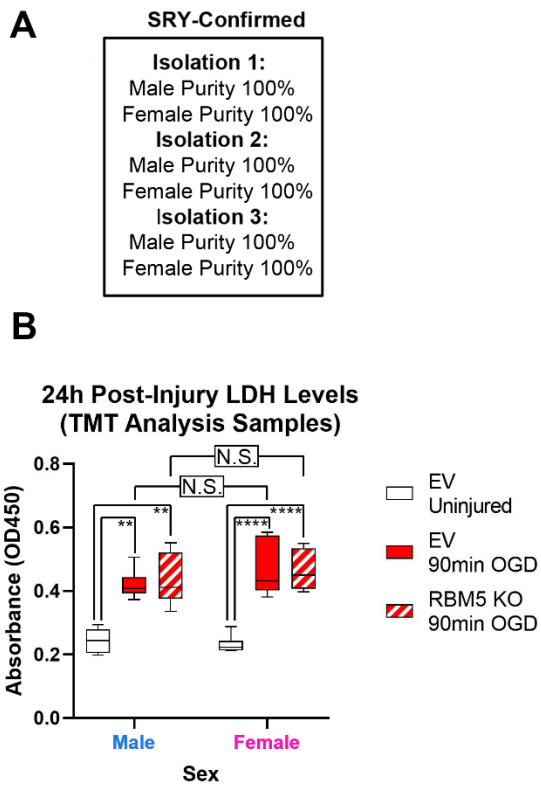 A
SRY-Confirmed
Isolation 1:
Male Purity 100%
Female Purity 100%
Isolation 2:
Male Purity 100%
Female Purity 100%
Isolation 3:
Male Purity 100%
Female Purity 100%
B
24h Post-Injury LDH Levels
(TMT Analysis Samples)
0.8
0.6
0.4
0.2
0.0
Absorbance (OD450)
N.S.
N.S.
**
**
****
****
Male
Female
Sex
EV
Uninjured
EV
90min OGD
RBM5 KO
90min OGD